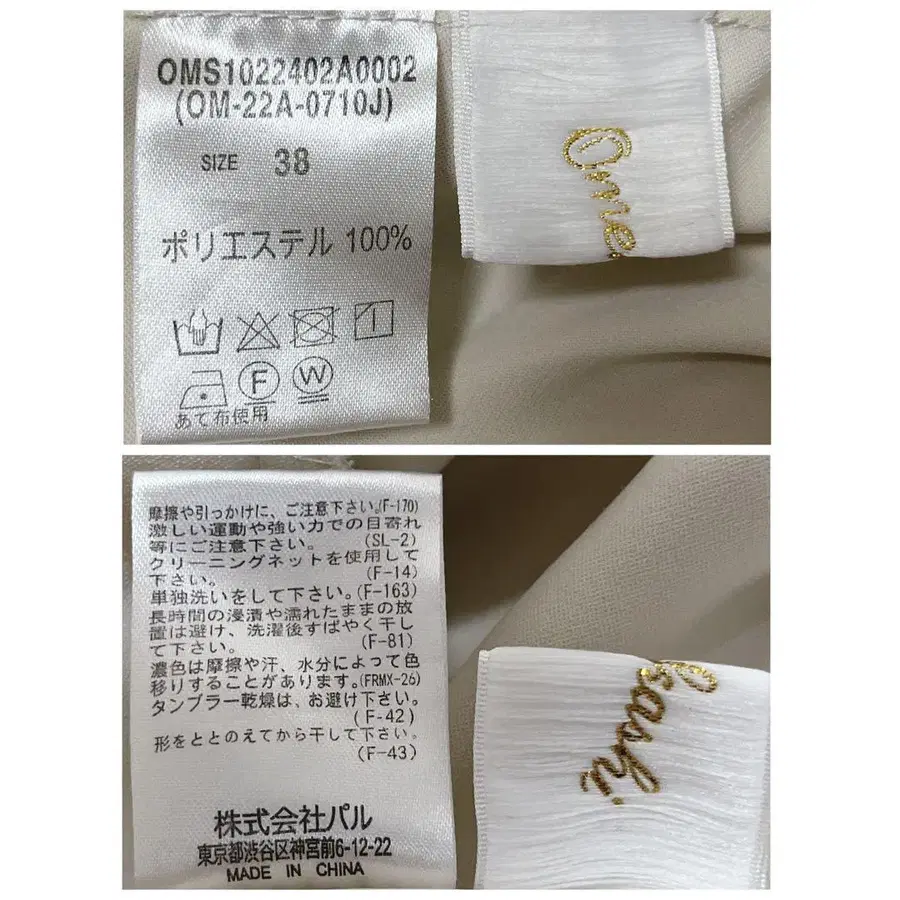 OMS1022402A0002
(OM-22A-0710J)
SIZE 38
ポリエステル 100%
F W
あて布使用
Ome
摩擦や引っかけに、ご注意下さい。(F-170)
激しい運動や強い力での目寄れ
等にご注意下さい。 (SL-2)
クリーニングネットを使用して
下さい。 (F-14)
単独洗いをして下さい。(F-163)
長時間の浸漬や濡れたままの放
置は避け、洗濯後すばやく干し
て下さい。 (F-81)
濃色は摩擦や汗、水分によって色
移りすることがあります。(FRMX-26)
タンブラー乾燥は、お避け下さい。
(F-42)
形をととのえてから干して下さい。
(F-43)
株式会社パル
東京都渋谷区神宮前6-12-22
MADE IN CHINA
kashi